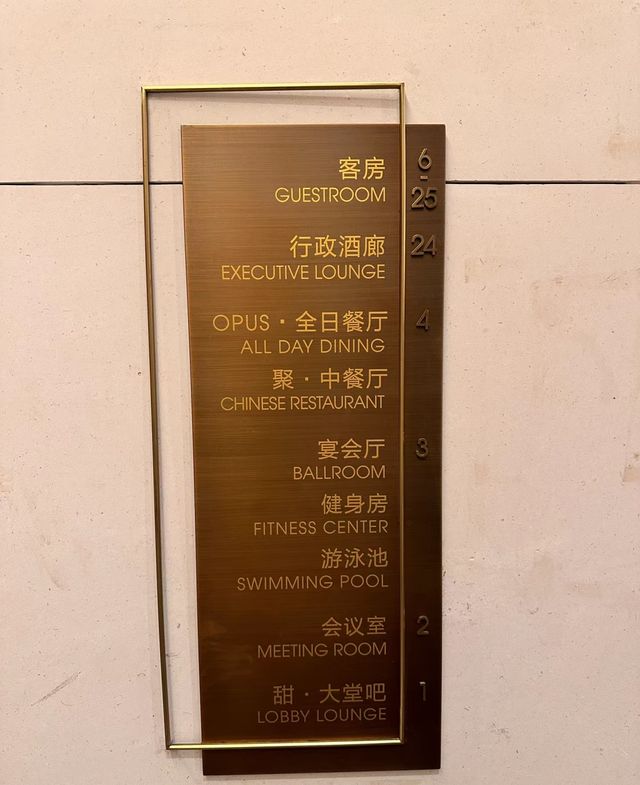 客房 6
GUESTROOM - 25
行政酒廊 24
EXECUTIVE LOUNGE
OPUS · 全日餐厅 4
ALL DAY DINING
聚 · 中餐厅
CHINESE RESTAURANT
宴会厅 3
BALLROOM
健身房
FITNESS CENTER
游泳池
SWIMMING POOL
会议室 2
MEETING ROOM
甜 · 大堂吧 1
LOBBY LOUNGE